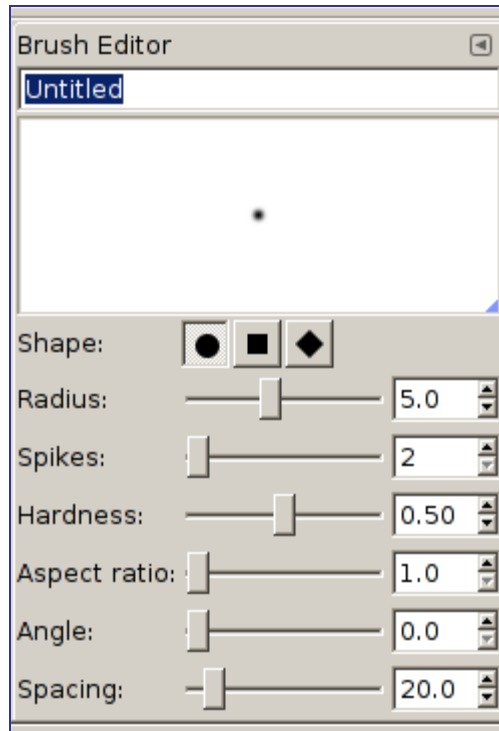 Brush Editor
Untitled
Shape:
Radius: 5.0
Spikes: 2
Hardness: 0.50
Aspect ratio: 1.0
Angle: 0.0
Spacing: 20.0